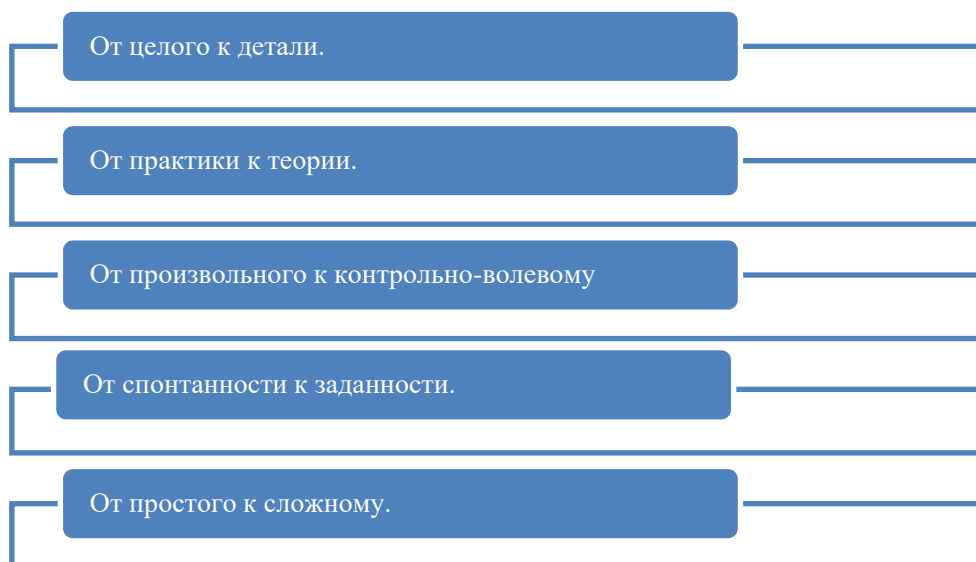 От целого к детали.
От практики к теории.
От произвольного к контрольно-волевому
От спонтанности к заданности.
От простого к сложному.